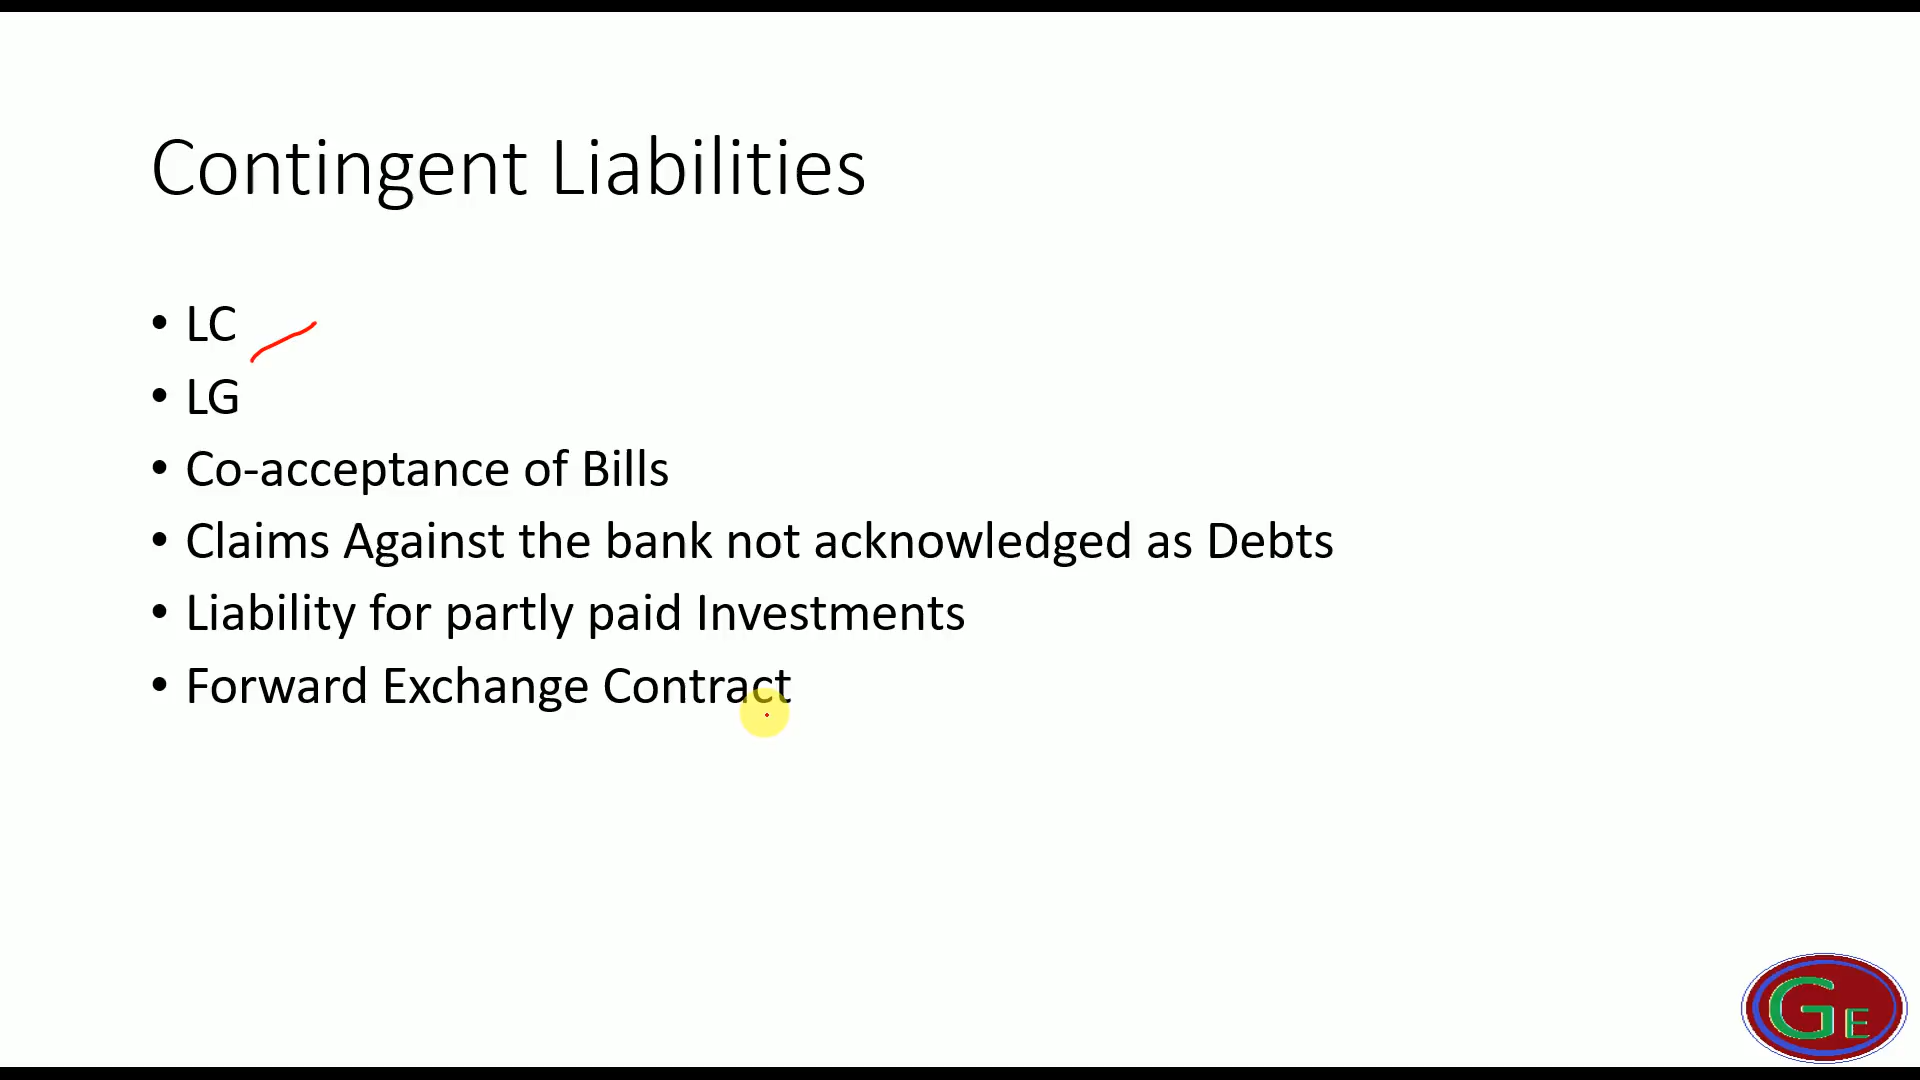 Contingent Liabilities
• LC
• LG
• Co-acceptance of Bills
• Claims Against the bank not acknowledged as Debts
• Liability for partly paid Investments
• Forward Exchange Contract
GE